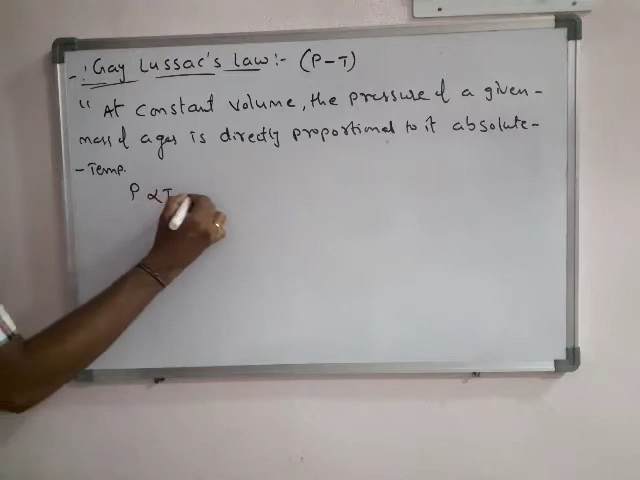 -: Gay Lussac's Law :- (P-T)
" At constant volume, the pressure of a given-
mass of a gas is directly proportional to it absolute-
- Temp.
P ∝ T